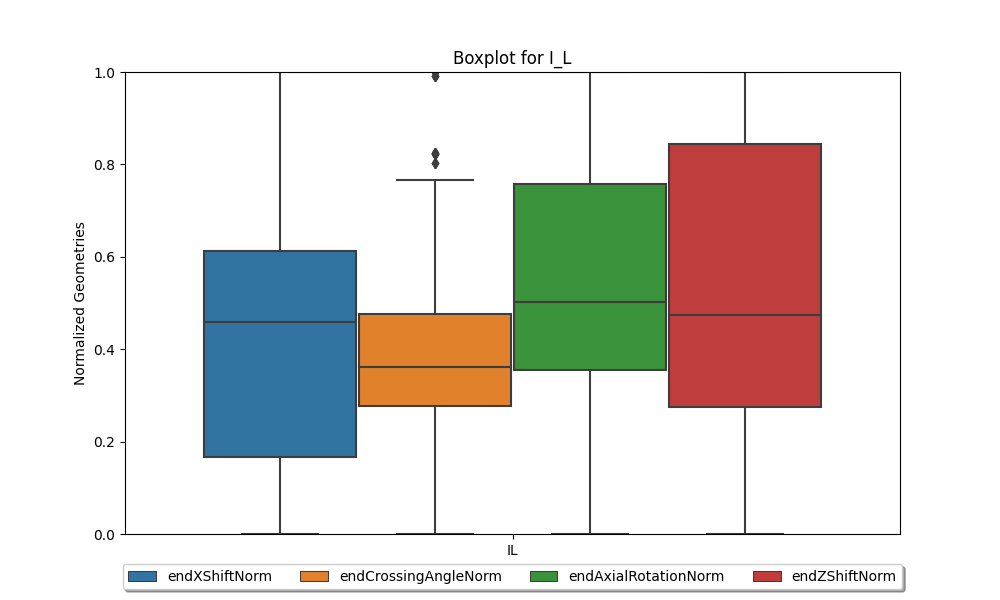 Boxplot for I_L
Normalized Geometries
1.0
0.8
0.6
0.4
0.2
0.0
IL
endXShiftNorm endCrossingAngleNorm endAxialRotationNorm endZShiftNorm